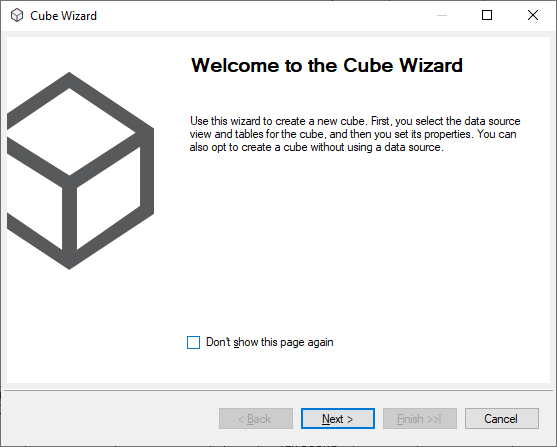 Cube Wizard
Welcome to the Cube Wizard
Use this wizard to create a new cube. First, you select the data source
view and tables for the cube, and then you set its properties. You can
also opt to create a cube without using a data source.
Don't show this page again
< Back
Next >
Finish >>|
Cancel